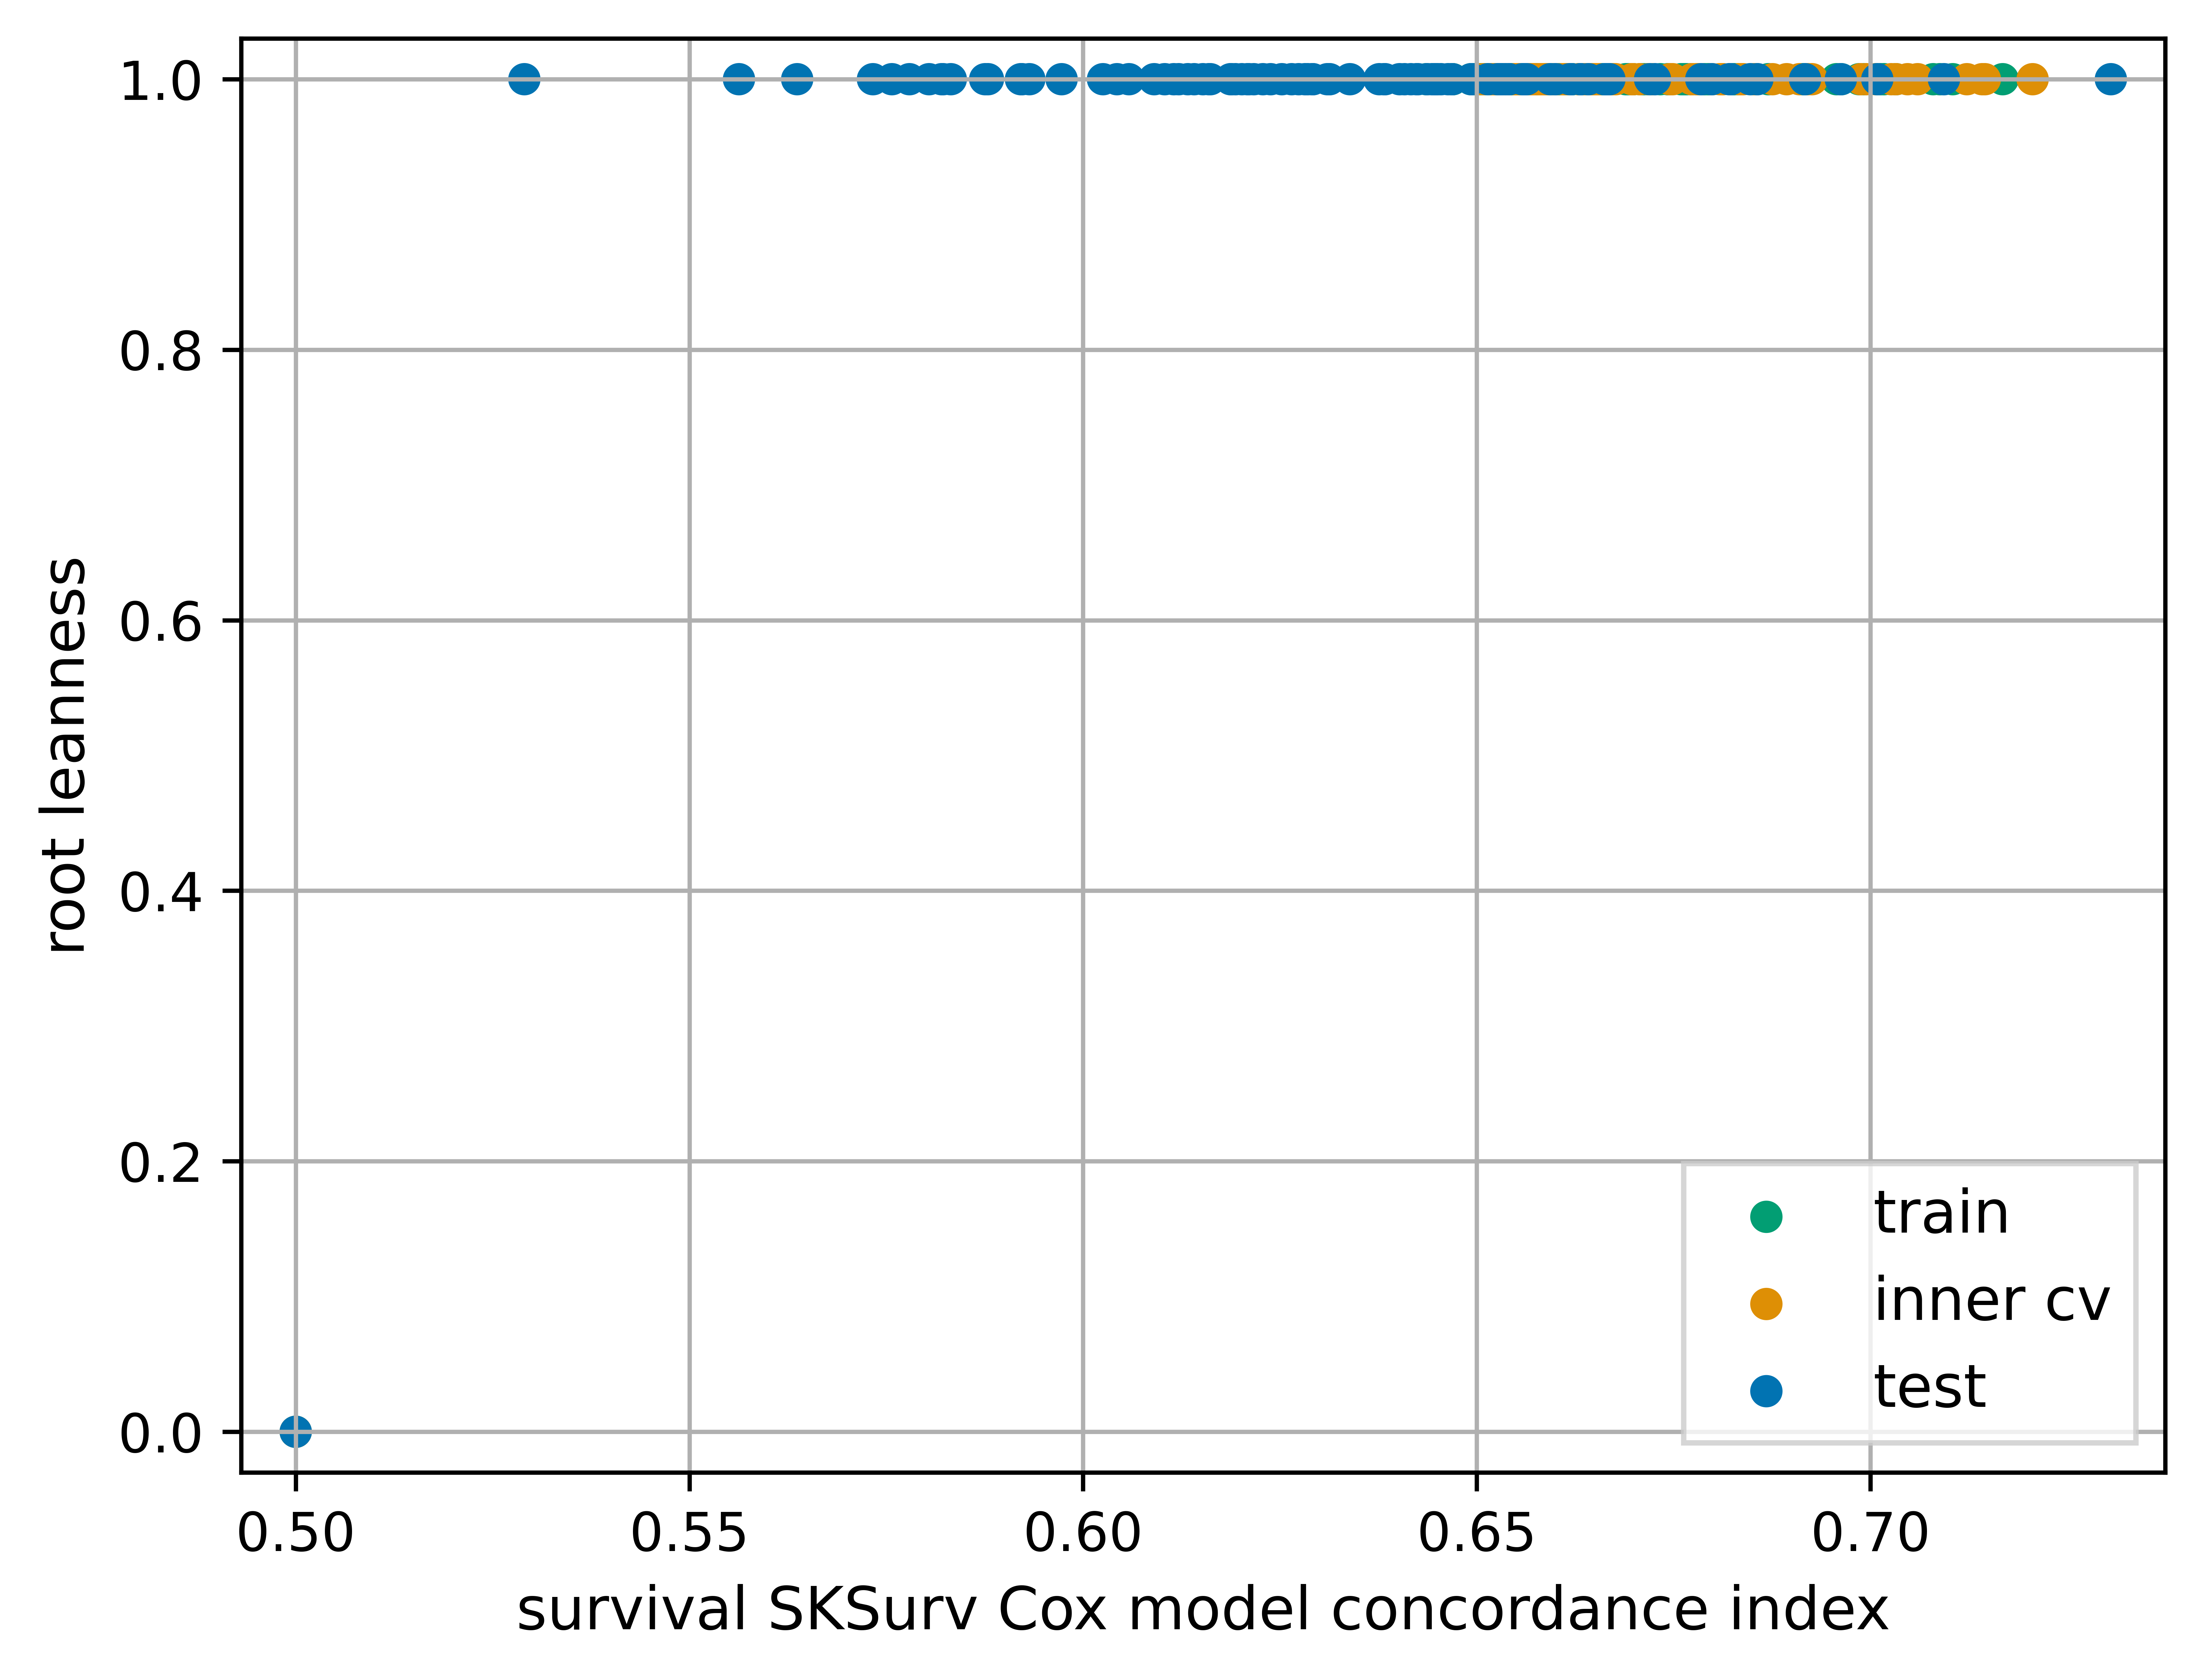 1.0
0.8
0.6
0.4
0.2
0.0
root leanness
train
inner cv
test
0.50 0.55 0.60 0.65 0.70
survival SKSurv Cox model concordance index